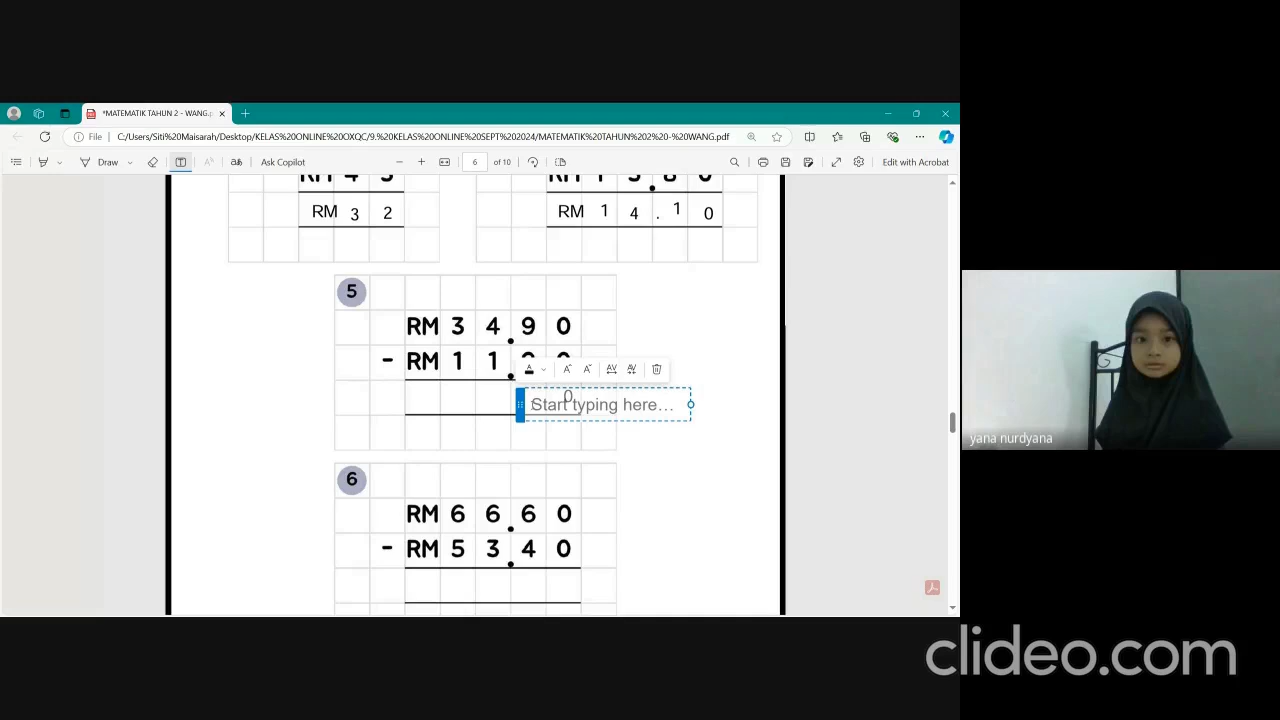 *MATEMATIK TAHUN 2 - WANG.p
File C:/Users/Siti%20Maisarah/Desktop/KELAS%20ONLINE%20OXQC/9.%20KELAS%20ONLINE%20SEPT%202024/MATEMATIK%20TAHUN%202%20-%20WANG.pdf
Draw Ask Copilot 6 of 10 Edit with Acrobat
RM 3 2
RM 1 4 . 1 0
5
RM 3 4 . 9 0
- RM 1 1 .
0
Start typing here...
6
RM 6 6 . 6 0
- RM 5 3 . 4 0
yana nurdyana
clideo.com